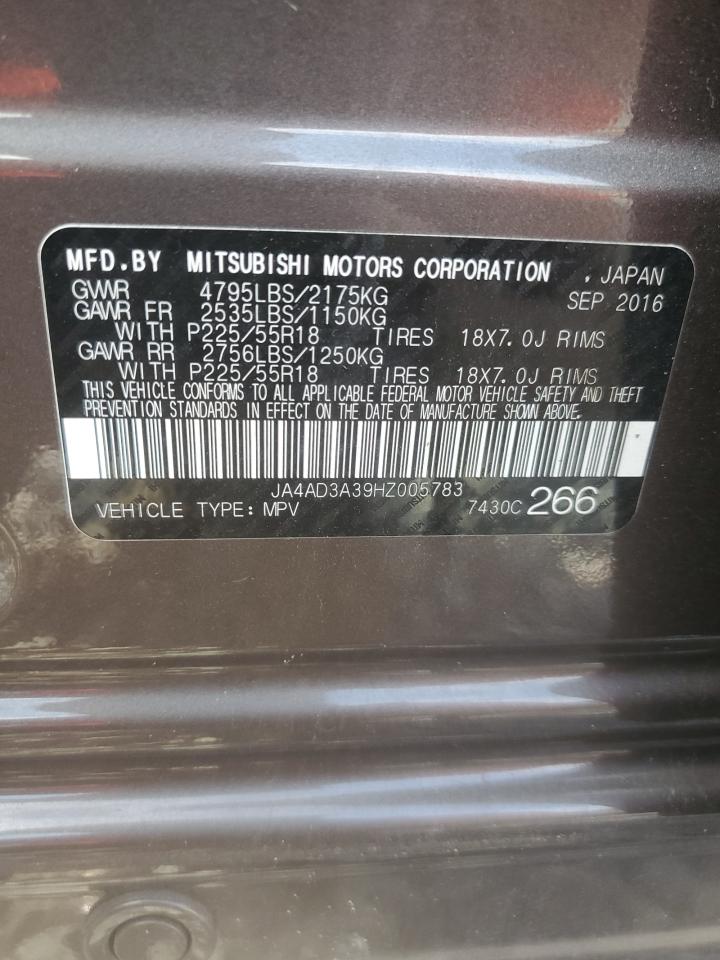 MFD.BY MITSUBISHI MOTORS CORPORATION . JAPAN
GVWR 4795LBS/2175KG SEP 2016
GAWR FR 2535LBS/1150KG
WITH P225/55R18 TIRES 18X7.0J RIMS
GAWR RR 2756LBS/1250KG
WITH P225/55R18 TIRES 18X7.0J RIMS
THIS VEHICLE CONFORMS TO ALL APPLICABLE FEDERAL MOTOR VEHICLE SAFETY AND THEFT
PREVENTION STANDARDS IN EFFECT ON THE DATE OF MANUFACTURE SHOWN ABOVE.
JA4AD3A39HZ005783
VEHICLE TYPE: MPV 7430C 266